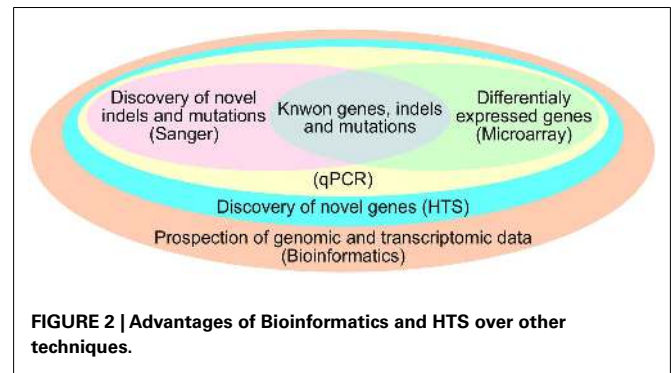 Discovery of novel
indels and mutations
(Sanger)
Knwon genes, indels
and mutations
Differentialy
expressed genes
(Microarray)
(qPCR)
Discovery of novel genes (HTS)
Prospection of genomic and transcriptomic data
(Bioinformatics)
FIGURE 2 | Advantages of Bioinformatics and HTS over other
techniques.